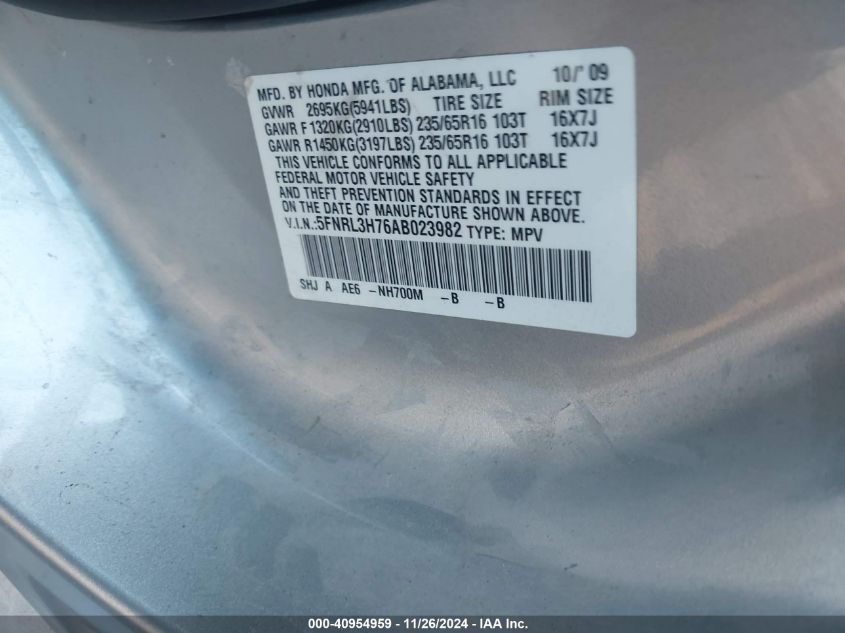 MFD. BY HONDA MFG. OF ALABAMA, LLC 10/ 09
GVWR 2695KG(5941LBS) TIRE SIZE RIM SIZE
GAWR F 1320KG(2910LBS) 235/65R16 103T 16X7J
GAWR R1450KG(3197LBS) 235/65R16 103T 16X7J
THIS VEHICLE CONFORMS TO ALL APPLICABLE
FEDERAL MOTOR VEHICLE SAFETY
AND THEFT PREVENTION STANDARDS IN EFFECT
ON THE DATE OF MANUFACTURE SHOWN ABOVE.
V.I.N.:5FNRL3H76AB023982 TYPE: MPV
SHJ A AE6 -NH700M -B -B
000-40954959 - 11/26/2024 - IAA Inc.